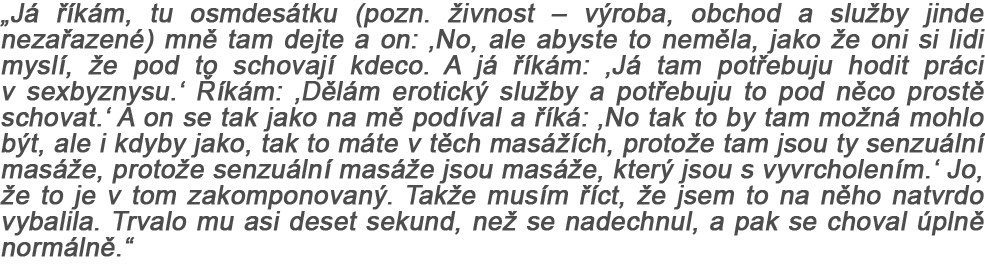 „Já říkám, tu osmdesátku (pozn. živnost – výroba, obchod a služby jinde
nezařazené) mně tam dejte a on: ‚No, ale abyste to neměla, jako že oni si lidi
myslí, že pod to schovají kdeco. A já říkám: ‚Já tam potřebuju hodit práci
v sexbyznysu.‘ Říkám: ‚Dělám erotický služby a potřebuju to pod něco prostě
schovat.‘ A on se tak jako na mě podíval a říká: ‚No tak to by tam možná mohlo
být, ale i kdyby jako, tak to máte v těch masážích, protože tam jsou ty senzuální
masáže, protože senzuální masáže jsou masáže, který jsou s vyvrcholením.‘ Jo,
že to je v tom zakomponovaný. Takže musím říct, že jsem to na něho natvrdo
vybalila. Trvalo mu asi deset sekund, než se nadechnul, a pak se choval úplně
normálně.“